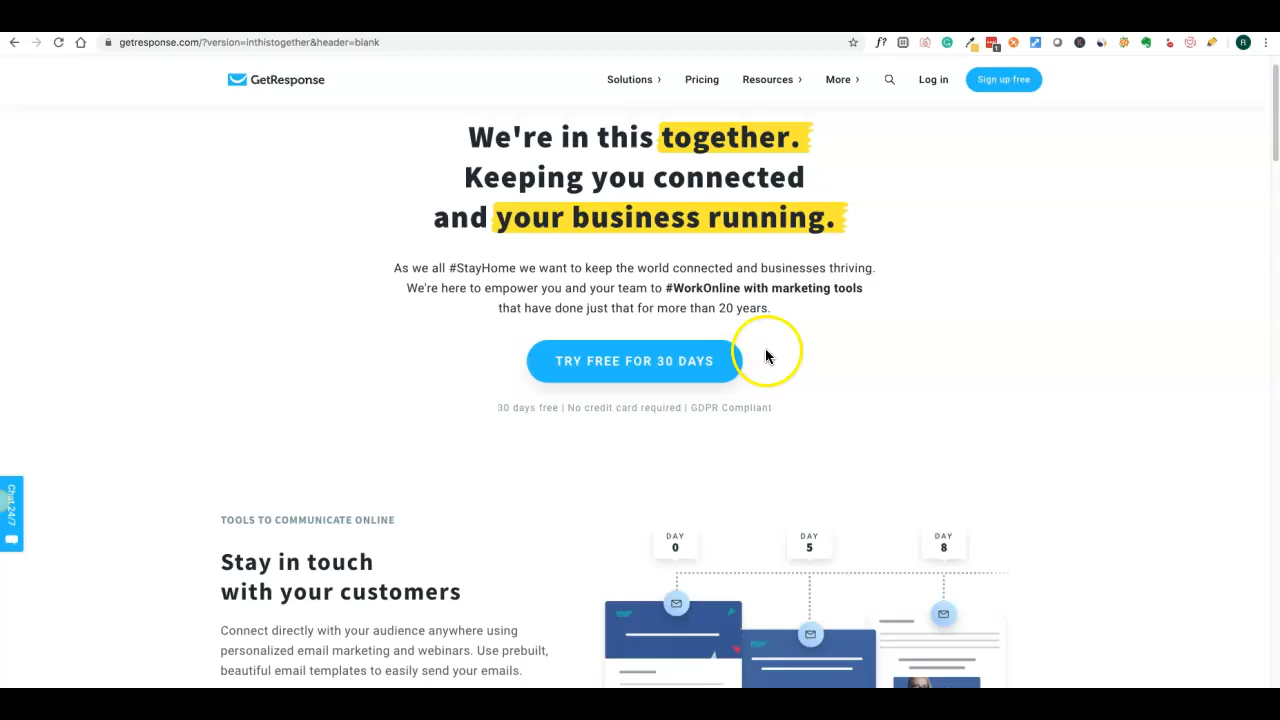 getresponse.com/?version=inthistogether&header=blank
f?
1
R
GetResponse
Solutions
Pricing
Resources
More
Log in
Sign up free
We're in this together.
Keeping you connected
and your business running.
As we all #StayHome we want to keep the world connected and businesses thriving.
We're here to empower you and your team to #WorkOnline with marketing tools
that have done just that for more than 20 years.
TRY FREE FOR 30 DAYS
30 days free | No credit card required | GDPR Compliant
Chat 24/7
TOOLS TO COMMUNICATE ONLINE
Stay in touch
with your customers
Connect directly with your audience anywhere using
personalized email marketing and webinars. Use prebuilt,
beautiful email templates to easily send your emails.
DAY
0
DAY
5
DAY
8